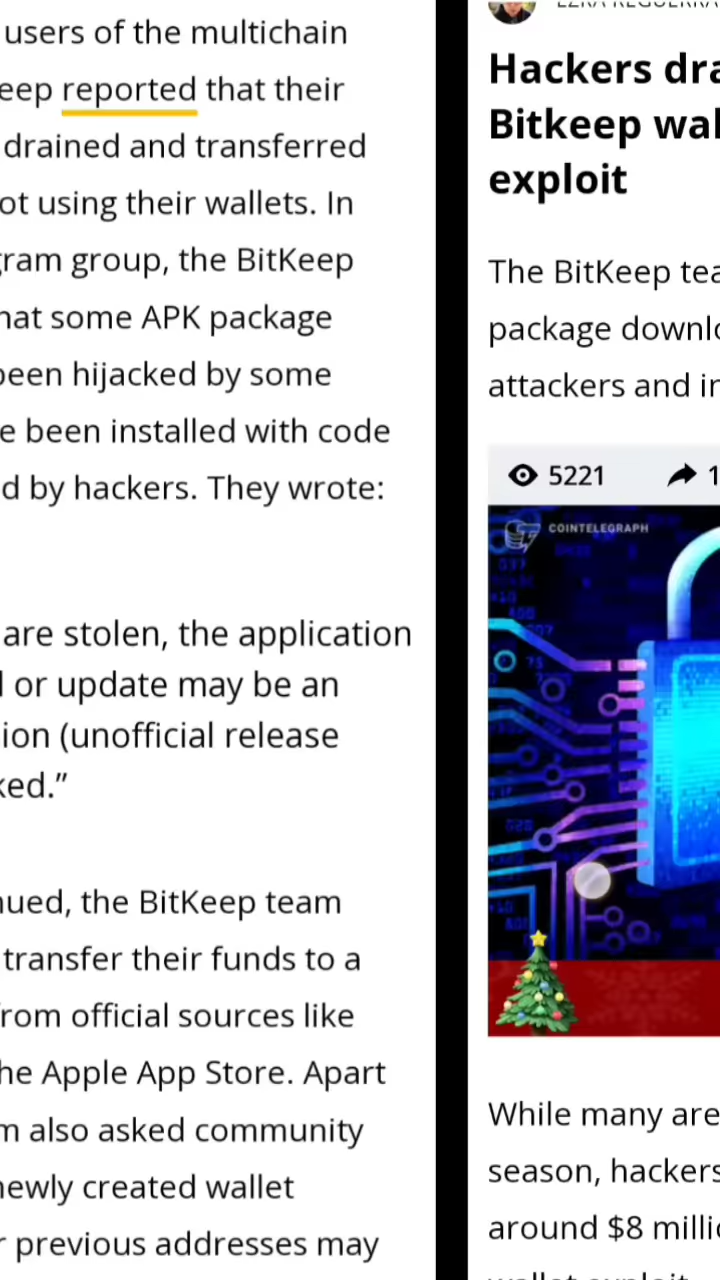 users of the multichain
eep reported that their
drained and transferred
ot using their wallets. In
gram group, the BitKeep
hat some APK package
been hijacked by some
e been installed with code
d by hackers. They wrote:
are stolen, the application
l or update may be an
ion (unofficial release
ked.”
nued, the BitKeep team
transfer their funds to a
from official sources like
he Apple App Store. Apart
m also asked community
newly created wallet
r previous addresses may
Hackers dra
Bitkeep wal
exploit
The BitKeep tea
package downlo
attackers and in
5221
1
COINTELEGRAPH
While many are
season, hackers
around $8 millio
wallet exploit